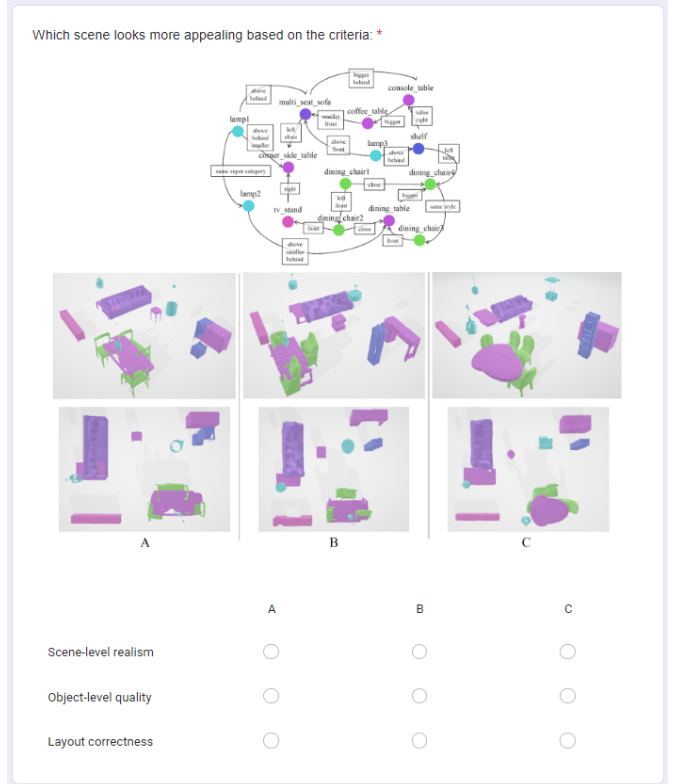 Which scene looks more appealing based on the criteria: *
bigger
behind
console_table
above
behind
multi_seat_sofa
coffee_table
smaller
front
bigger
taller
right
lamp1
above
behind
smaller
left
above
front
lamp3
shelf
above
behind
left
corner_side_table
same super category
dining_chair1
dining_chair4
close
right
bigger
lamp2
left
front
tv_stand
dining_table
same style
dining_chair2
front
close
dining_chair3
front
above
smaller
behind
A
B
C
A
B
C
Scene-level realism
Object-level quality
Layout correctness